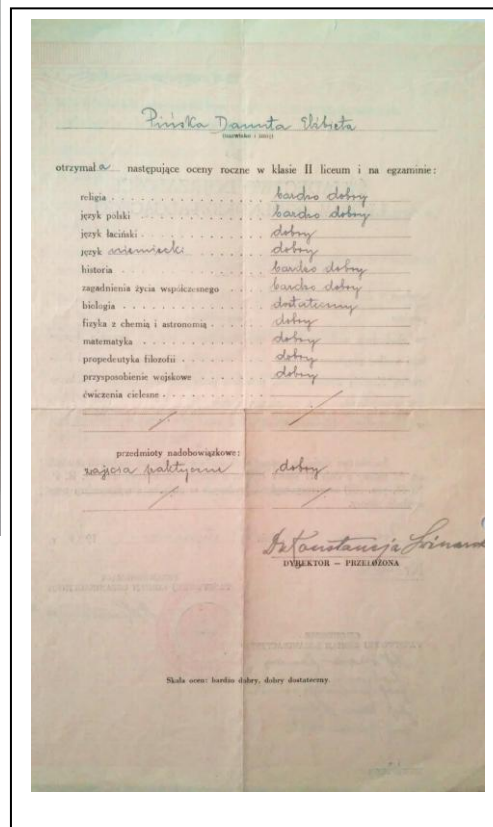 Pińska Danuta Elżbieta
(nazwisko i imię)
otrzymała następujące oceny roczne w klasie II liceum i na egzaminie:
religia . . . . . . . . . . . . . bardzo dobry
język polski . . . . . . . . . . bardzo dobry
język łaciński . . . . . . . . . dobry
język niemiecki dobry
historia . . . . . . . . . . . . bardzo dobry
zagadnienia życia współczesnego . . . . bardzo dobry
biologia . . . . . . . . . . . . dostateczny
fizyka z chemią i astronomią . . . . . dobry
matematyka . . . . . . . . . . . dobry
propedeutyka filozofii . . . . . . . dobry
przysposobienie wojskowe . . . . . . dobry
ćwiczenia cielesne . . . . . . . .
przedmioty nadobowiązkowe:
zajęcia paktyczne dobry
Dr Konstancja
DYREKTOR — PRZEŁOŻONA
Skala ocen: bardzo dobry, dobry dostateczny.